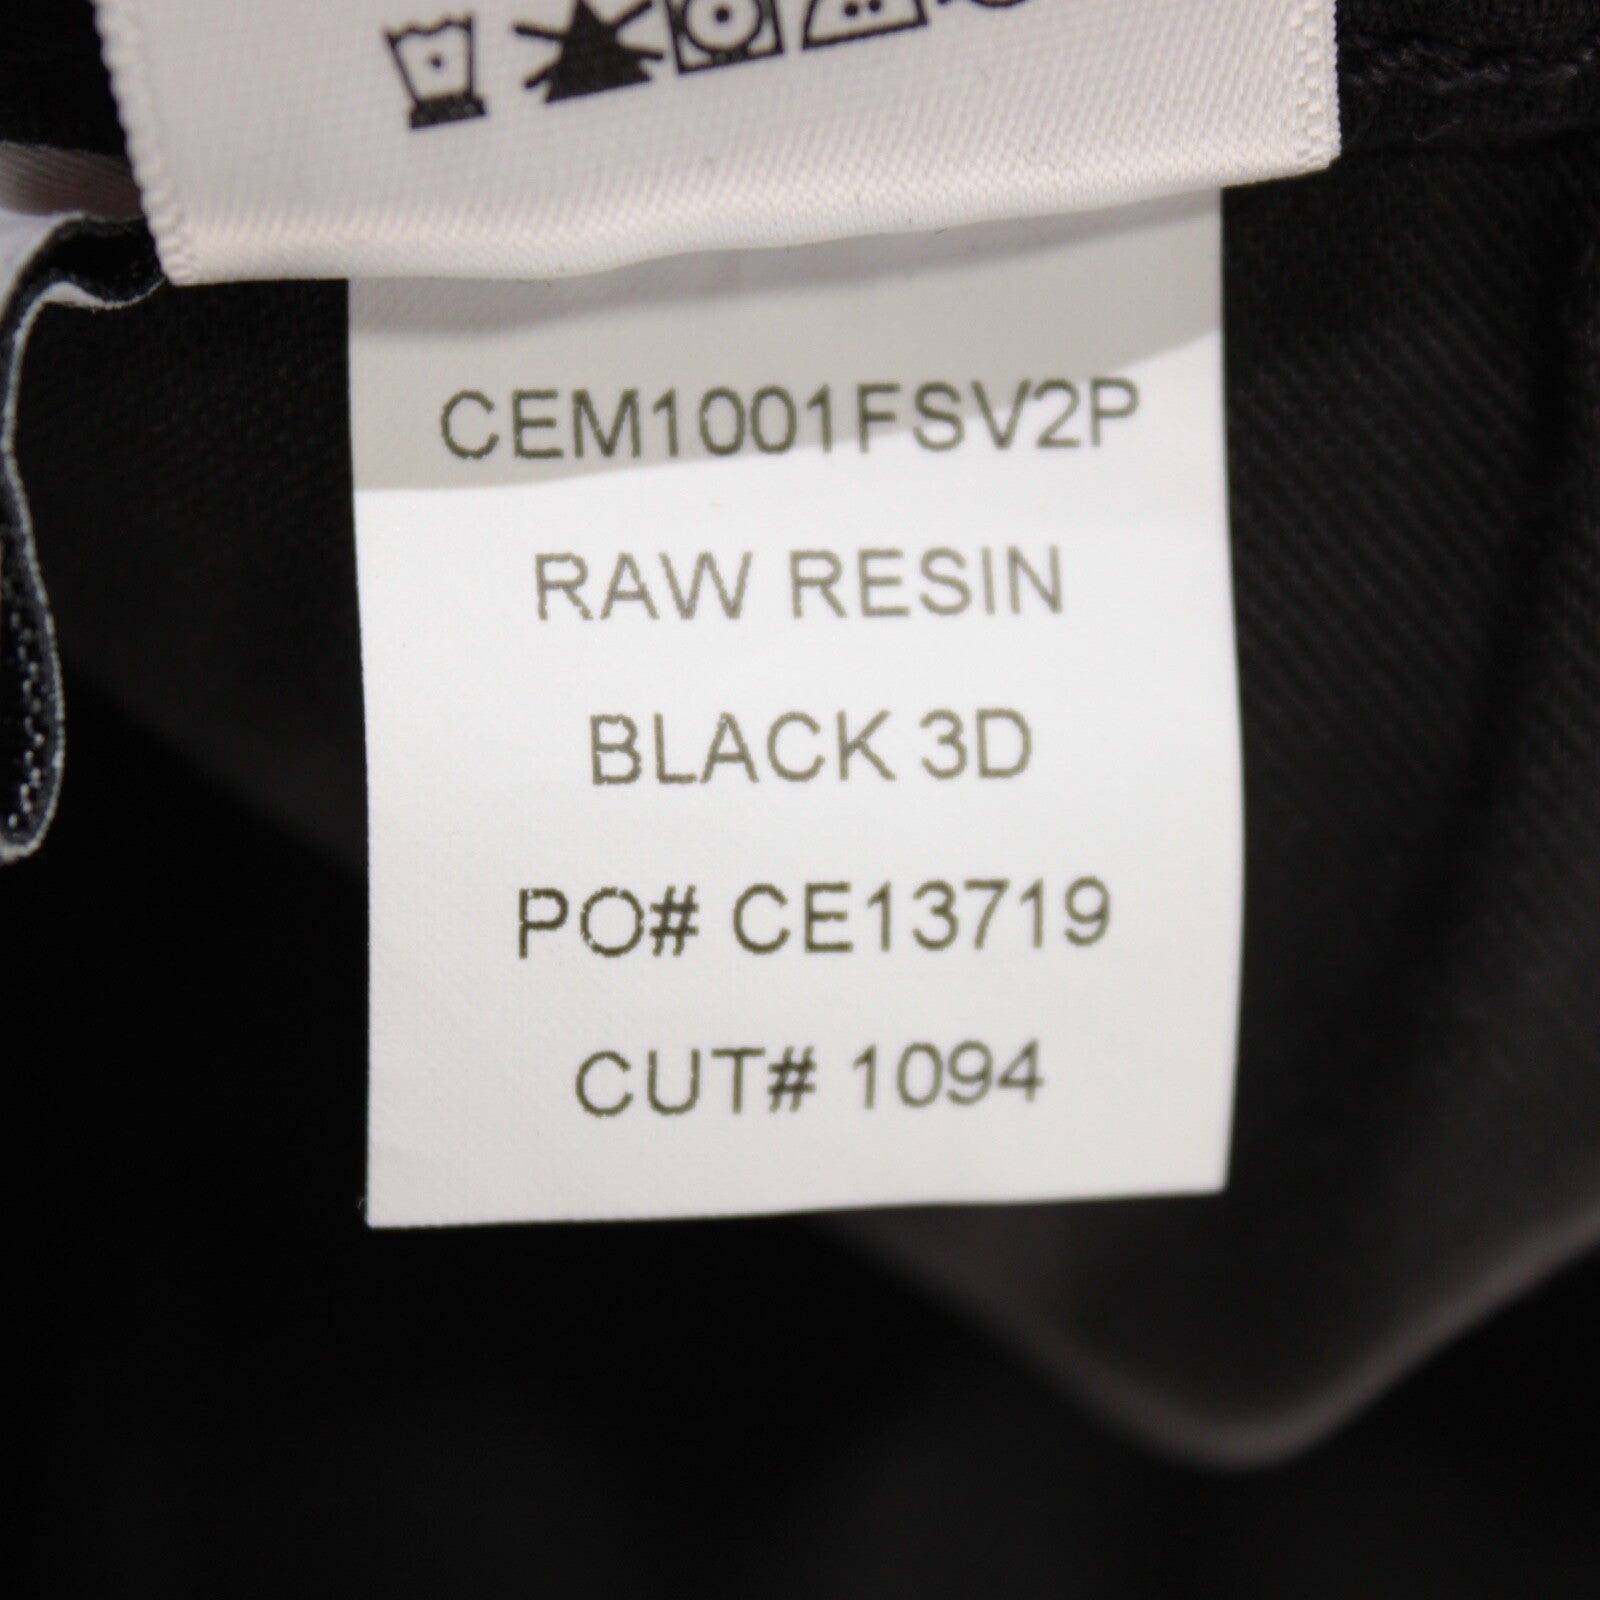 CEM1001FSV2P
RAW RESIN
BLACK 3D
PO# CE13719
CUT# 1094